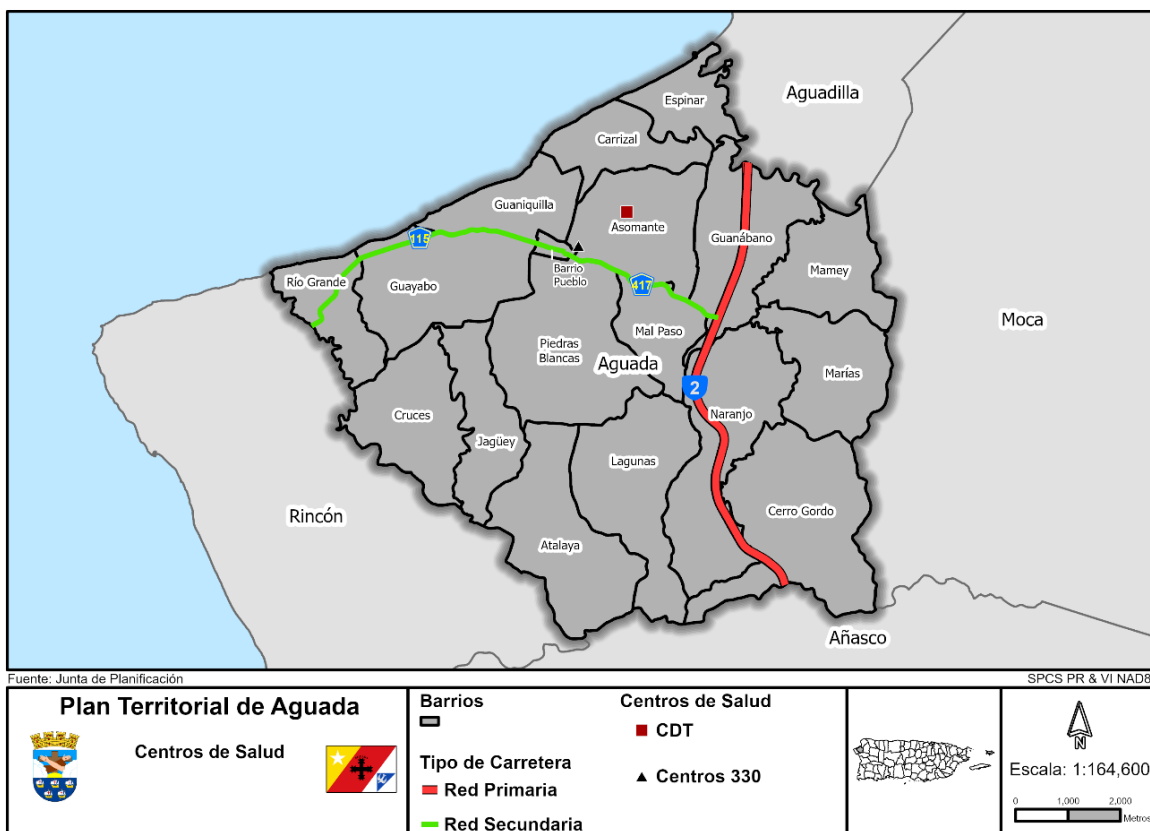 Espinar
Aguadilla
Carrizal
Guaniquilla
Asomante
115
Guanábano
Río Grande
Guayabo
Barrio
Pueblo
417
Mamey
Moca
Mal Paso
Piedras
Blancas
Aguada
2
Marías
Cruces
Naranjo
Jagüey
Lagunas
Rincón
Cerro Gordo
Atalaya
Añasco
Fuente: Junta de Planificación
SPCS PR & VI NAD8
Plan Territorial de Aguada
Centros de Salud
Barrios
Tipo de Carretera
Red Primaria
Red Secundaria
Centros de Salud
CDT
Centros 330
N
Escala: 1:164,600
0 1,000 2,000
Metros